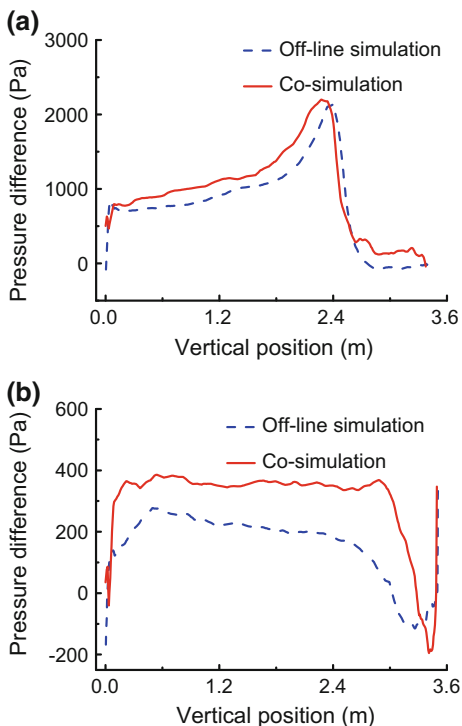 (a)
3000
2000
1000
0
Pressure difference (Pa)
Off-line simulation
Co-simulation
0.0 1.2 2.4 3.6
Vertical position (m)
(b)
600
400
200
0
-200
Pressure difference (Pa)
Off-line simulation
Co-simulation
0.0 1.2 2.4 3.6
Vertical position (m)